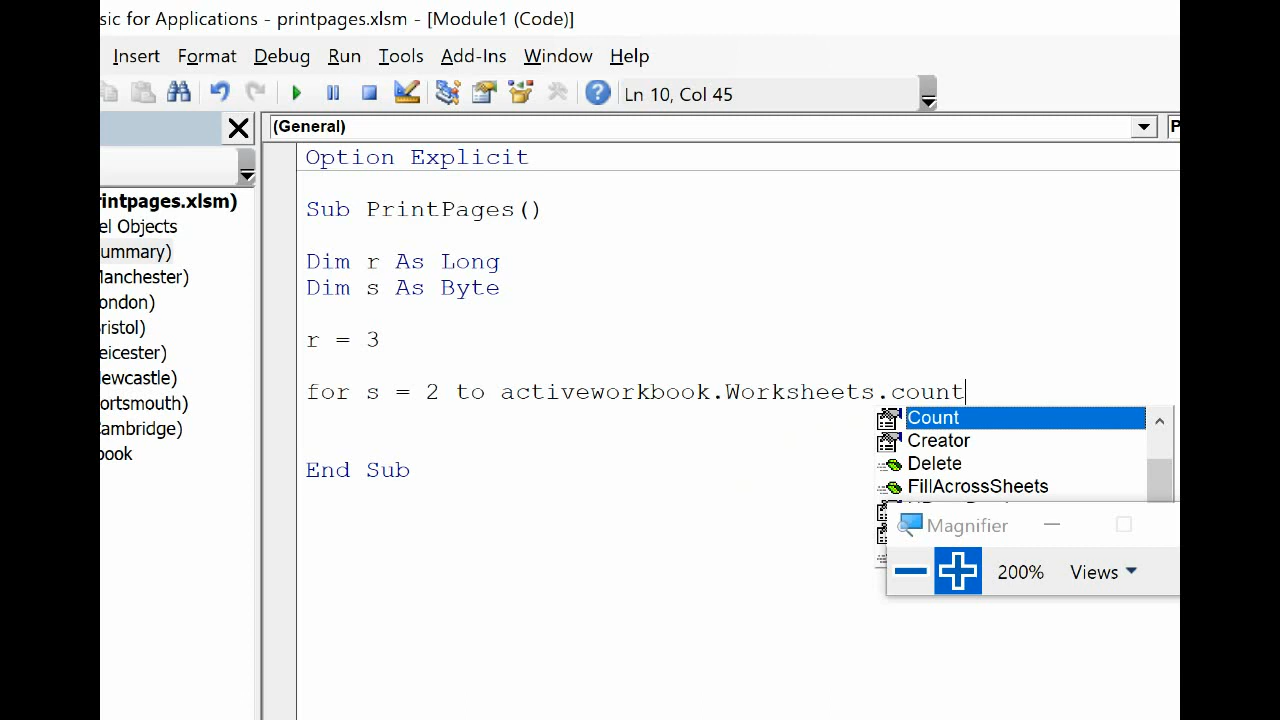 sic for Applications - printpages.xlsm - [Module1 (Code)]
Insert Format Debug Run Tools Add-Ins Window Help
Ln 10, Col 45
(General)
P
Option Explicit
rintpages.xlsm)
el Objects
ummary)
Manchester)
ondon)
ristol)
eicester)
ewcastle)
ortsmouth)
ambridge)
book
Sub PrintPages()
Dim r As Long
Dim s As Byte
r = 3
for s = 2 to activeworkbook.Worksheets.count
Count
Creator
Delete
FillAcrossSheets
End Sub
Magnifier
200% Views